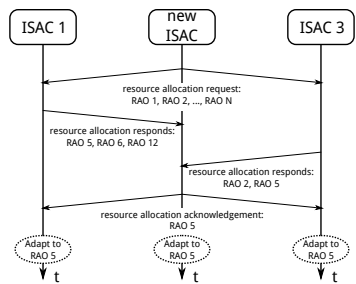 ISAC 1
new
ISAC
ISAC 3
resource allocation request:
RAO 1, RAO 2, ..., RAO N
resource allocation responds:
RAO 5, RAO 6, RAO 12
resource allocation responds:
RAO 2, RAO 5
resource allocation acknowledgement:
RAO 5
Adapt to
RAO 5
Adapt to
RAO 5
Adapt to
RAO 5
t
t
t